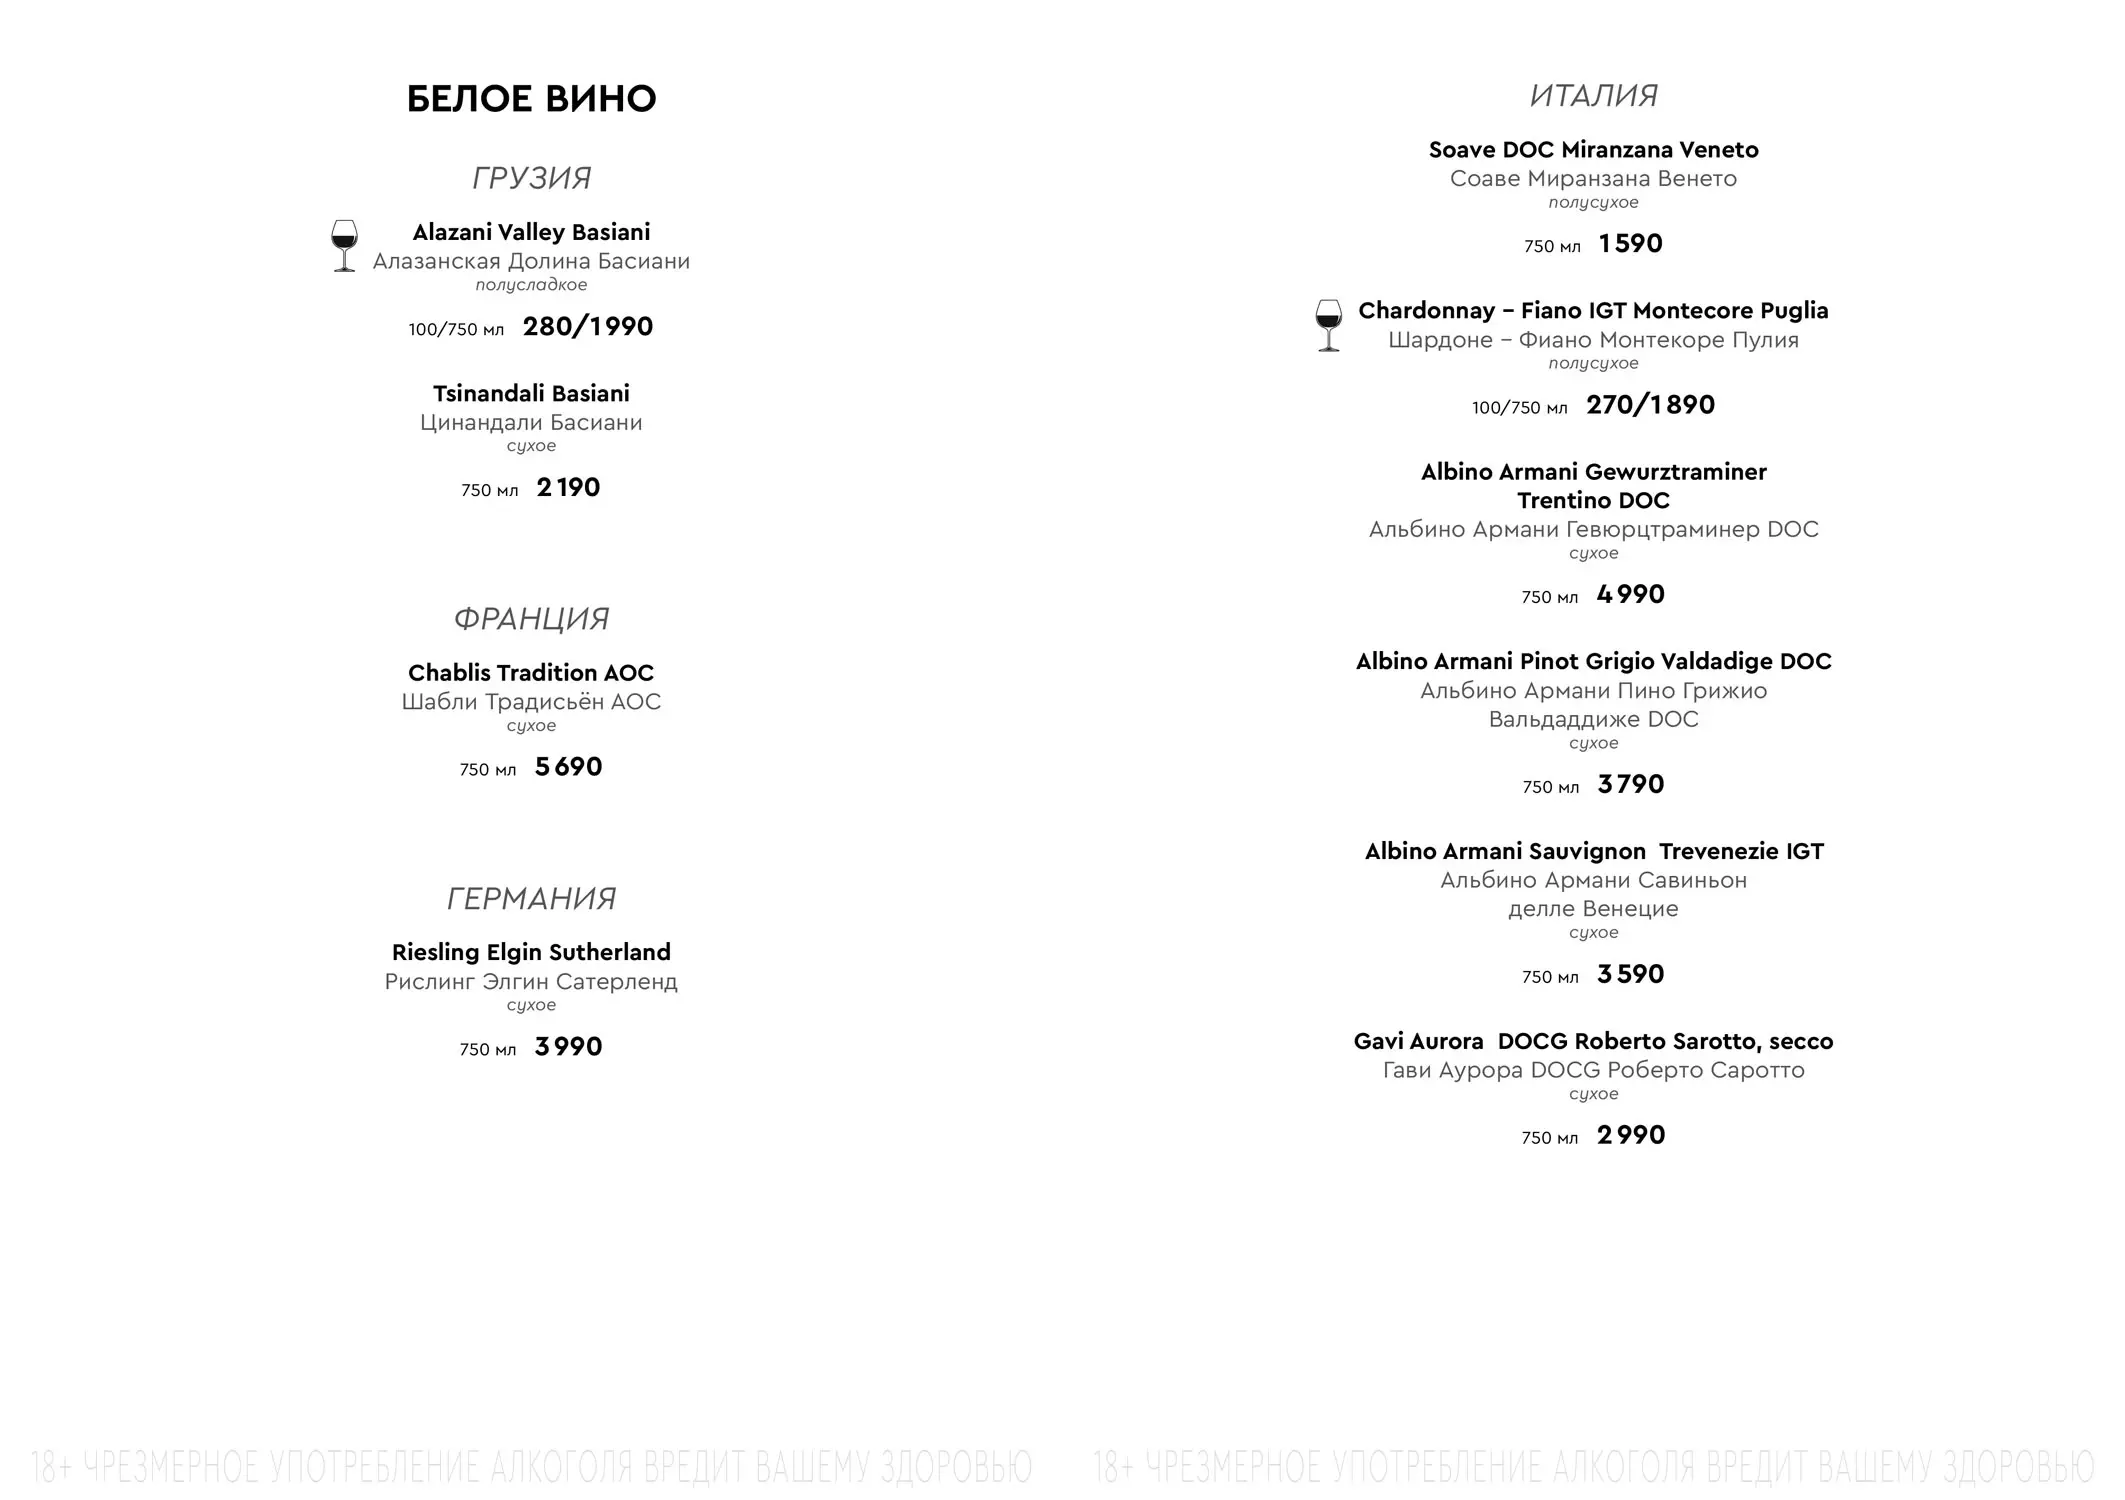 БЕЛОЕ ВИНО
ГРУЗИЯ
Alazani Valley Basiani
Алазанская Долина Басиани
полусладкое
100/750 мл 280/1 990
Tsinandali Basiani
Цинандали Басиани
сухое
750 мл 2 190
ФРАНЦИЯ
Chablis Tradition AOC
Шабли Традисьён AOC
сухое
750 мл 5 690
ГЕРМАНИЯ
Riesling Elgin Sutherland
Рислинг Элгин Сатерленд
сухое
750 мл 3 990
18+ ЧРЕЗМЕРНОЕ УПОТРЕБЛЕНИЕ АЛКОГОЛЯ ВРЕДИТ ВАШЕМУ ЗДОРОВЬЮ
ИТАЛИЯ
Soave DOC Miranzana Veneto
Соаве Миранзана Венето
полусухое
750 мл 1 590
Chardonnay – Fiano IGT Montecore Puglia
Шардоне – Фиано Монтекоре Пулия
полусухое
100/750 мл 270/1 890
Albino Armani Gewurztraminer
Trentino DOC
Альбино Армани Гевюрцтраминер DOC
сухое
750 мл 4 990
Albino Armani Pinot Grigio Valdadige DOC
Альбино Армани Пино Грижио
Вальдаддиже DOC
сухое
750 мл 3 790
Albino Armani Sauvignon Trevenezie IGT
Альбино Армани Савиньон
делле Венецие
сухое
750 мл 3 590
Gavi Aurora DOCG Roberto Sarotto, secco
Гави Аурора DOCG Роберто Саротто
сухое
750 мл 2 990
18+ ЧРЕЗМЕРНОЕ УПОТРЕБЛЕНИЕ АЛКОГОЛЯ ВРЕДИТ ВАШЕМУ ЗДОРОВЬЮ